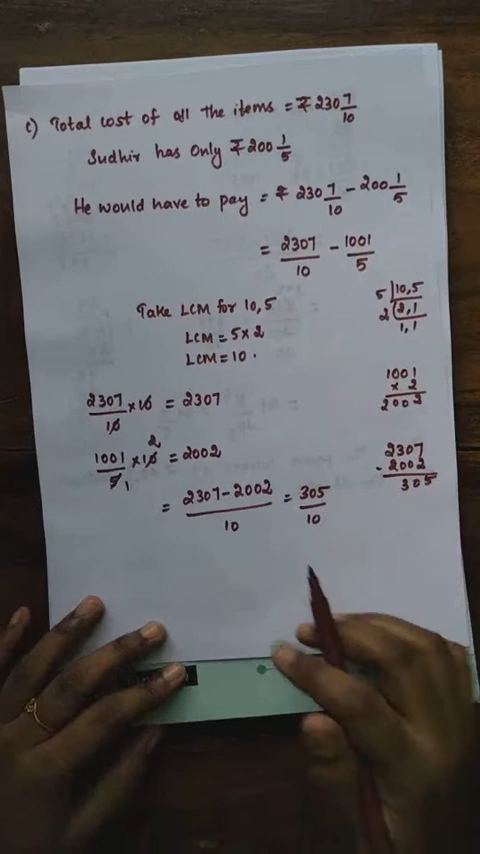 c) Total cost of all the items = ₹ 230 7/10
Sudhir has only ₹ 200 1/5
He would have to pay = ₹ 230 7/10 - 200 1/5
= 2307/10 - 1001/5
Take LCM for 10,5
LCM = 5 × 2
LCM = 10.
5 | 10,5
2 | 2,1
1,1
2307/10 × 10 = 2307
1001
× 2
2002
1001/5 1 × 10 2 = 2002
2307
- 2002
305
= 2307-2002/10 = 305/10